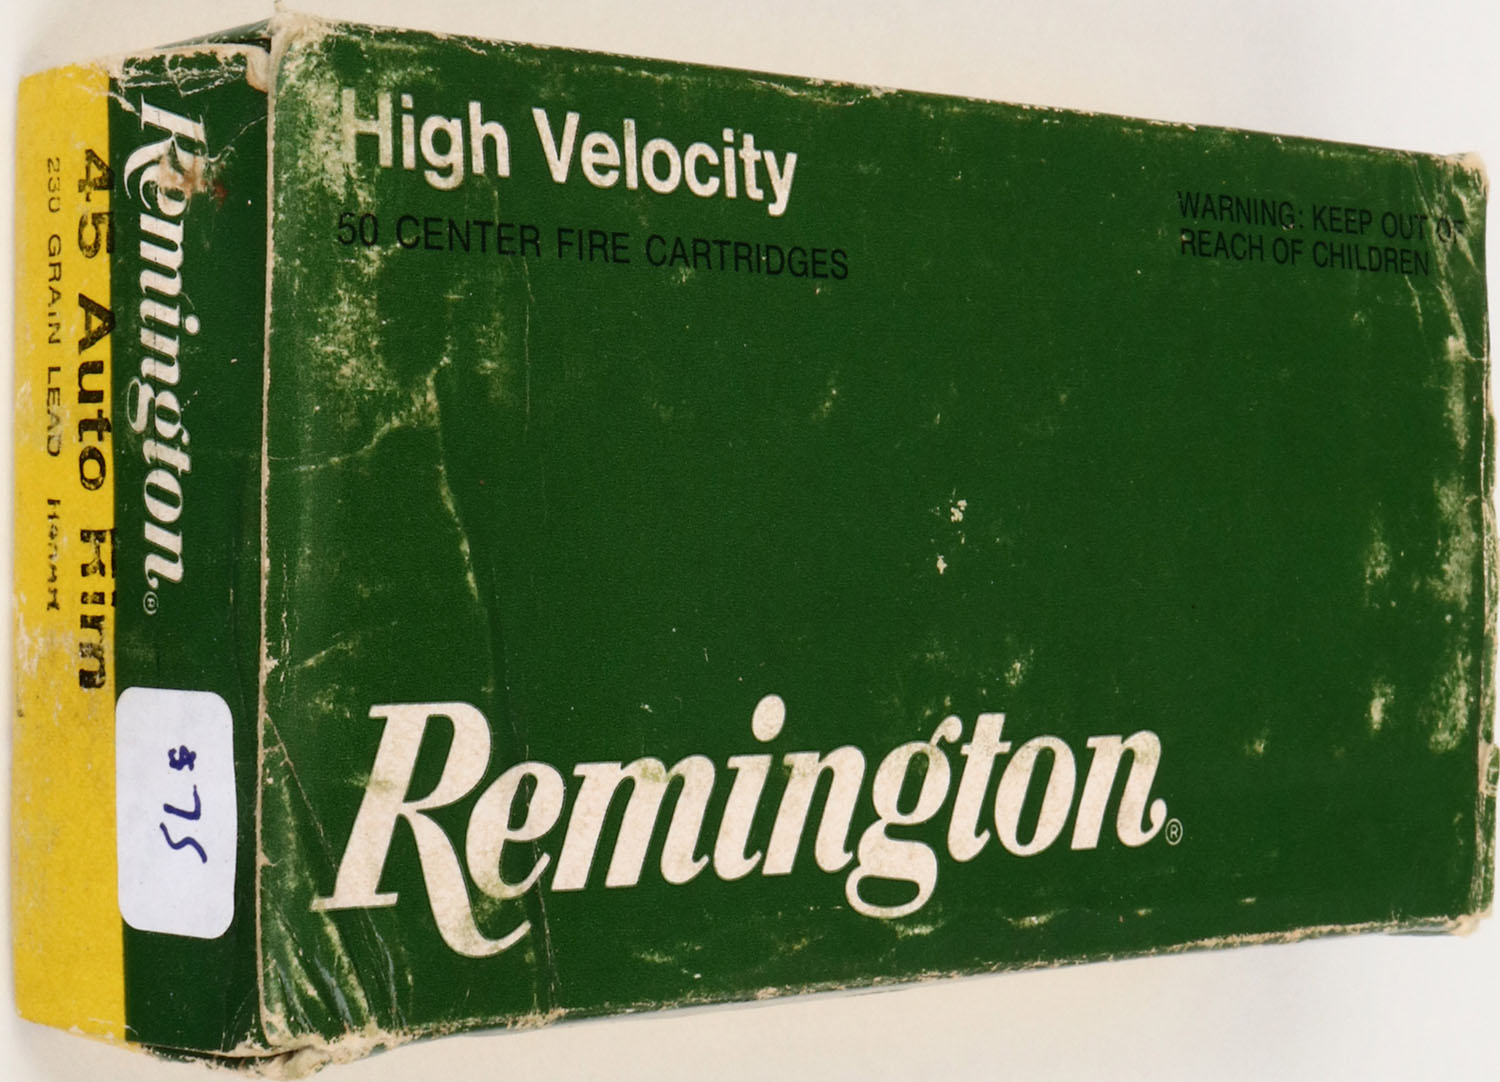 High Velocity
50 CENTER FIRE CARTRIDGES
WARNING: KEEP OUT OF
REACH OF CHILDREN
Remington®
Remington®
45 Auto Rim
230 GRAIN LEAD
$75